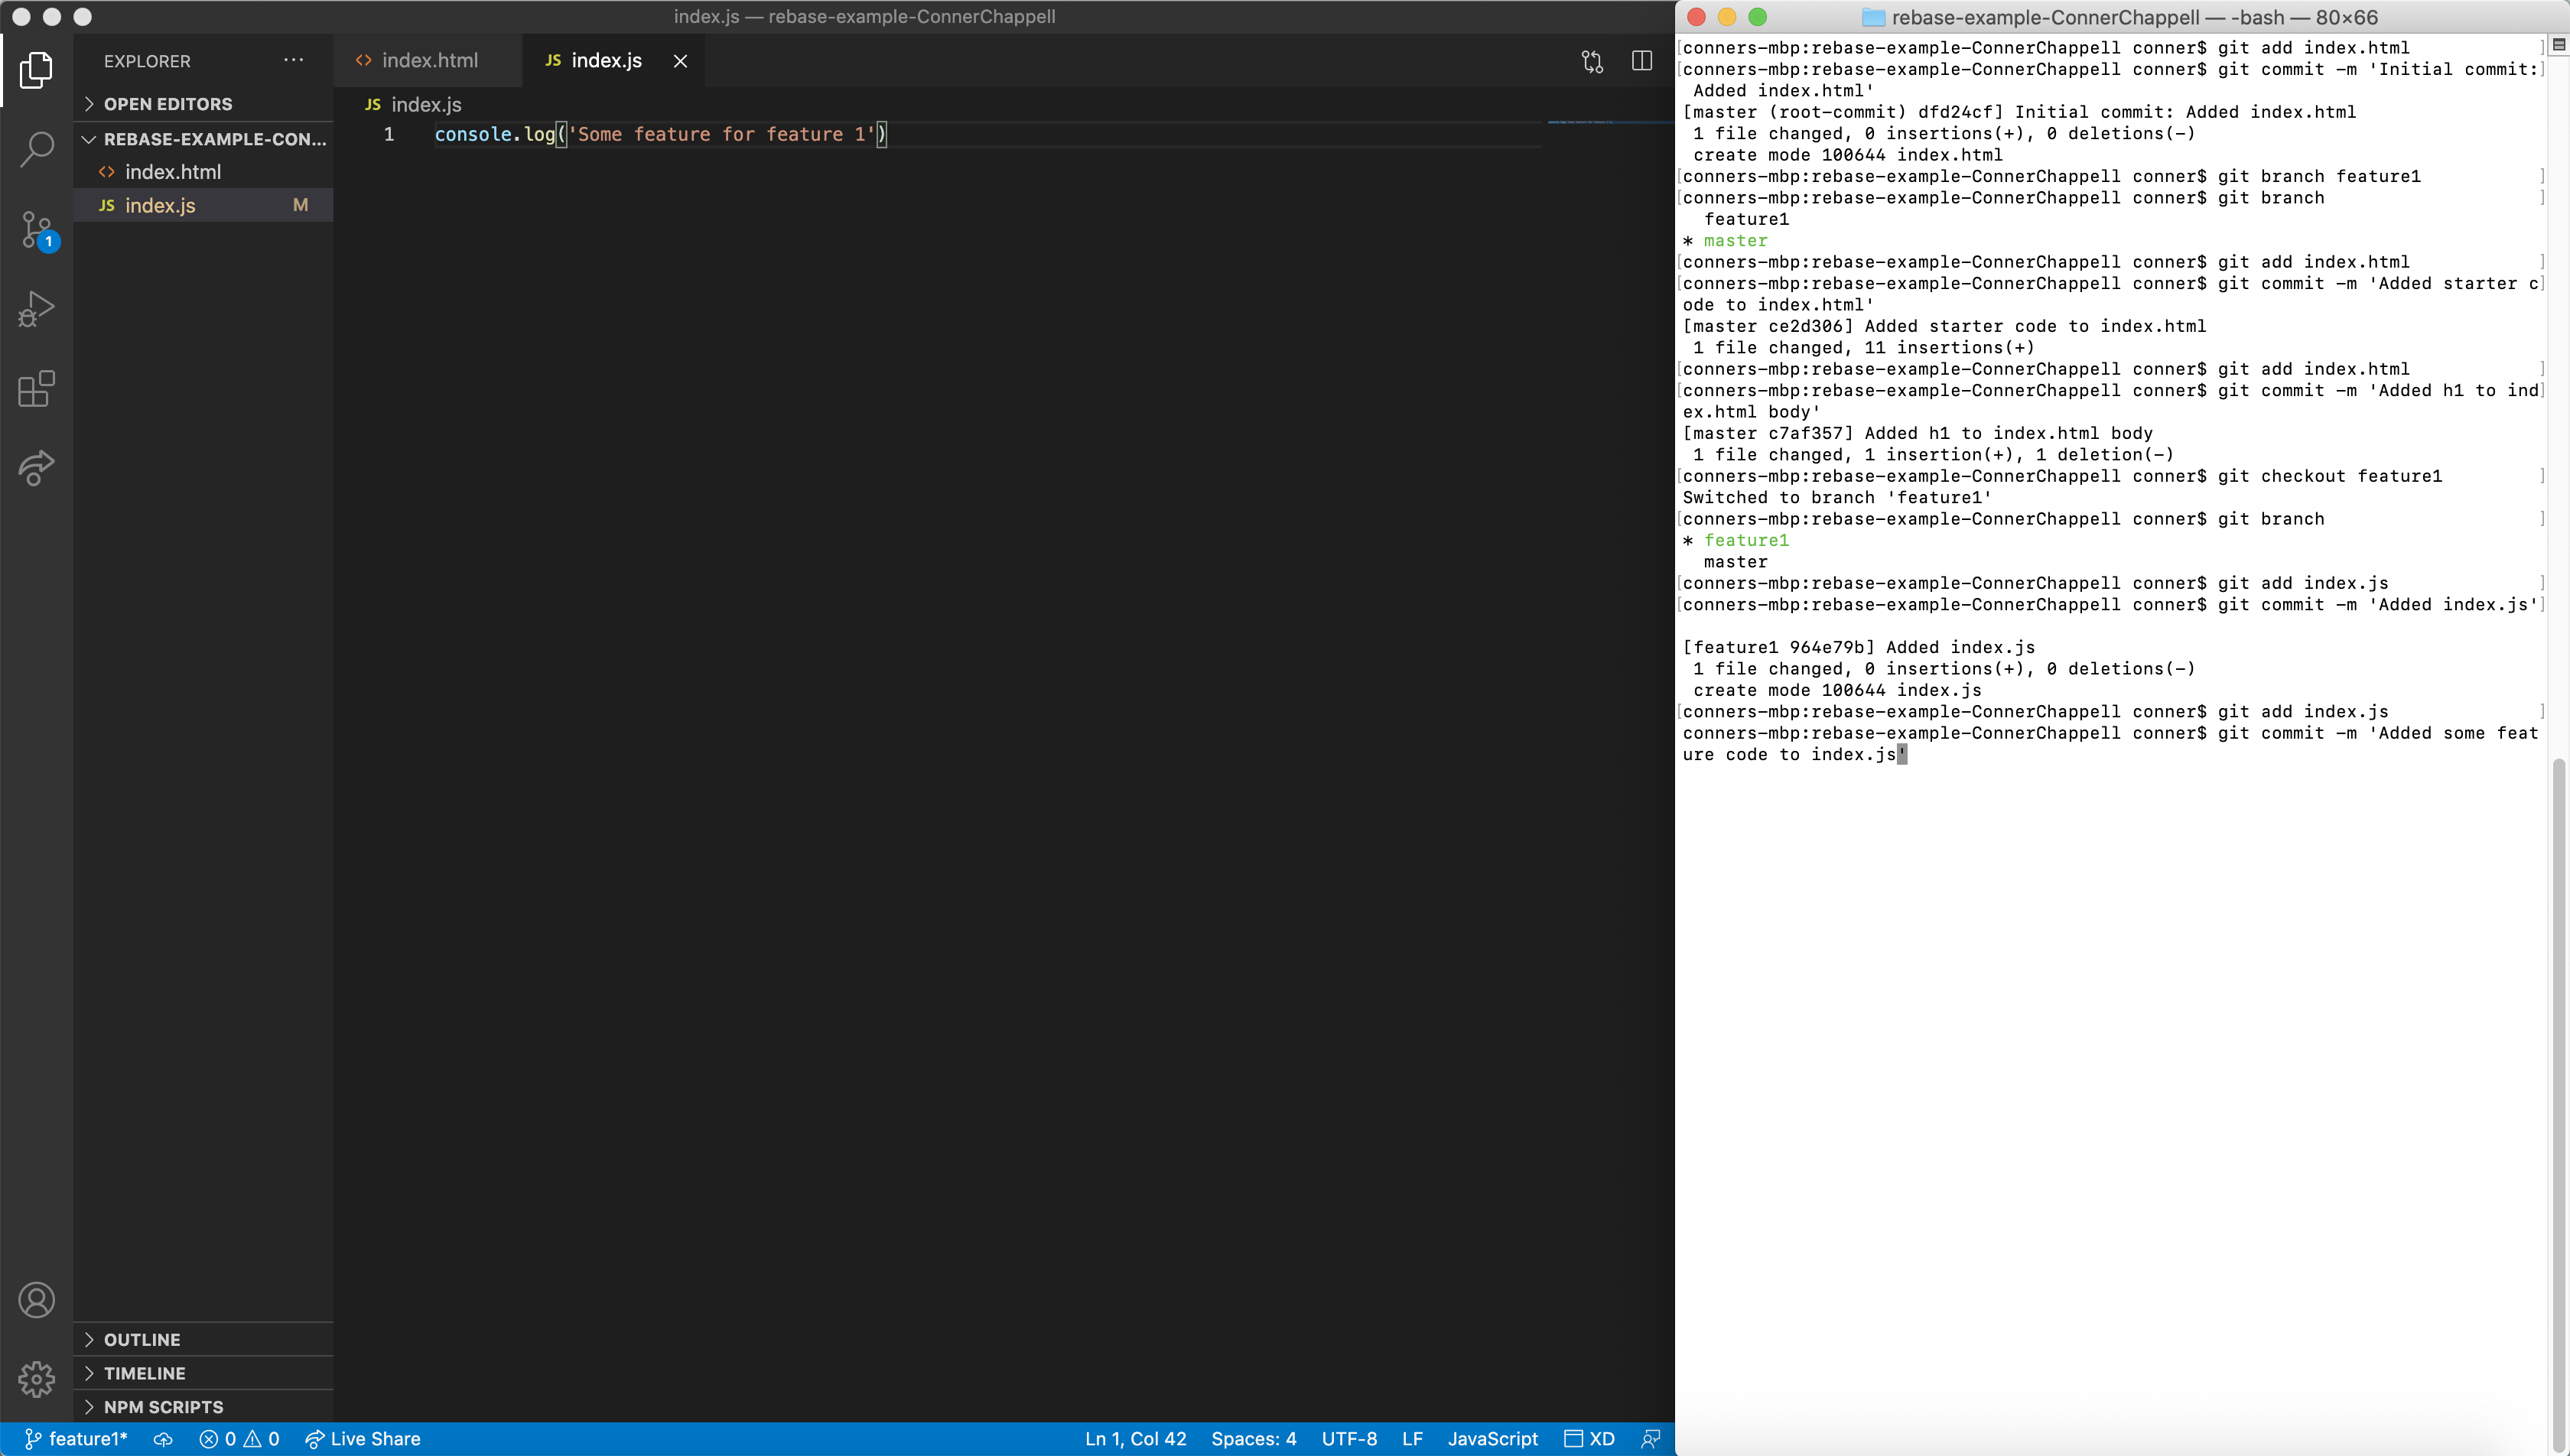 index.js — rebase-example-ConnerChappell
EXPLORER
OPEN EDITORS
REBASE-EXAMPLE-CON...
<> index.html
JS index.js M
1
<> index.html
JS index.js
JS index.js
1 console.log('Some feature for feature 1')
OUTLINE
TIMELINE
NPM SCRIPTS
feature1* 0 0 Live Share Ln 1, Col 42 Spaces: 4 UTF-8 LF JavaScript XD
rebase-example-ConnerChappell — -bash — 80×66
[conners-mbp:rebase-example-ConnerChappell conner$ git add index.html ]
[conners-mbp:rebase-example-ConnerChappell conner$ git commit -m 'Initial commit:]
Added index.html'
[master (root-commit) dfd24cf] Initial commit: Added index.html
1 file changed, 0 insertions(+), 0 deletions(-)
create mode 100644 index.html
[conners-mbp:rebase-example-ConnerChappell conner$ git branch feature1 ]
[conners-mbp:rebase-example-ConnerChappell conner$ git branch ]
feature1
* master
[conners-mbp:rebase-example-ConnerChappell conner$ git add index.html ]
[conners-mbp:rebase-example-ConnerChappell conner$ git commit -m 'Added starter c]
ode to index.html'
[master ce2d306] Added starter code to index.html
1 file changed, 11 insertions(+)
[conners-mbp:rebase-example-ConnerChappell conner$ git add index.html ]
[conners-mbp:rebase-example-ConnerChappell conner$ git commit -m 'Added h1 to ind]
ex.html body'
[master c7af357] Added h1 to index.html body
1 file changed, 1 insertion(+), 1 deletion(-)
[conners-mbp:rebase-example-ConnerChappell conner$ git checkout feature1 ]
Switched to branch 'feature1'
[conners-mbp:rebase-example-ConnerChappell conner$ git branch ]
* feature1
master
[conners-mbp:rebase-example-ConnerChappell conner$ git add index.js ]
[conners-mbp:rebase-example-ConnerChappell conner$ git commit -m 'Added index.js']
[feature1 964e79b] Added index.js
1 file changed, 0 insertions(+), 0 deletions(-)
create mode 100644 index.js
[conners-mbp:rebase-example-ConnerChappell conner$ git add index.js ]
conners-mbp:rebase-example-ConnerChappell conner$ git commit -m 'Added some feat
ure code to index.js'